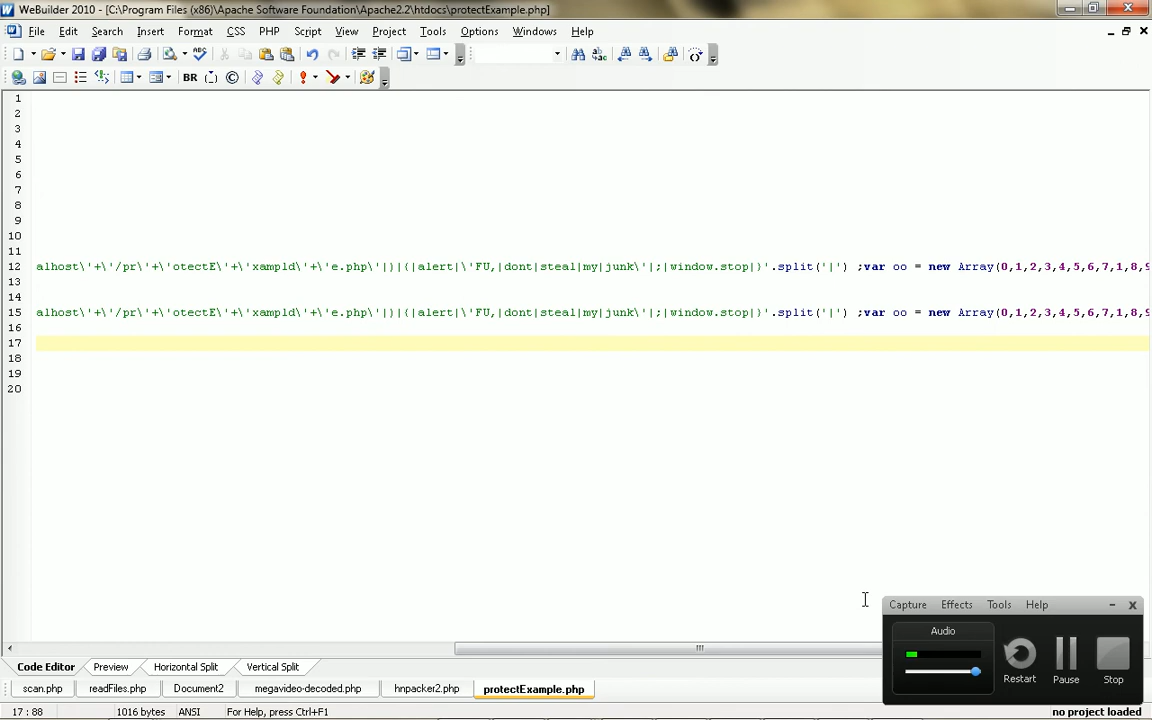 WeBuilder 2010 - [C:\Program Files (x86)\Apache Software Foundation\Apache2.2\htdocs\protectExample.php]
File Edit Search Insert Format CSS PHP Script View Project Tools Options Windows Help
ABC
BR
1
2
3
4
5
6
7
8
9
10
11
12 alhost\'+\'/pr\'+\'otectE\'+\'xampld\'+\'e.php\'|)|{|alert|\'FU,|dont|steal|my|junk\'|;|window.stop|}'.split('|') ;var oo = new Array(0,1,2,3,4,5,6,7,1,8,9
13
14
15 alhost\'+\'/pr\'+\'otectE\'+\'xampld\'+\'e.php\'|)|{|alert|\'FU,|dont|steal|my|junk\'|;|window.stop|}'.split('|') ;var oo = new Array(0,1,2,3,4,5,6,7,1,8,9
16
17
18
19
20
Capture Effects Tools Help
Audio
Restart Pause Stop
Code Editor Preview Horizontal Split Vertical Split
scan.php readFiles.php Document2 megavideo-decoded.php hnpacker2.php protectExample.php
17 : 88 1016 bytes ANSI For Help, press Ctrl+F1 no project loaded